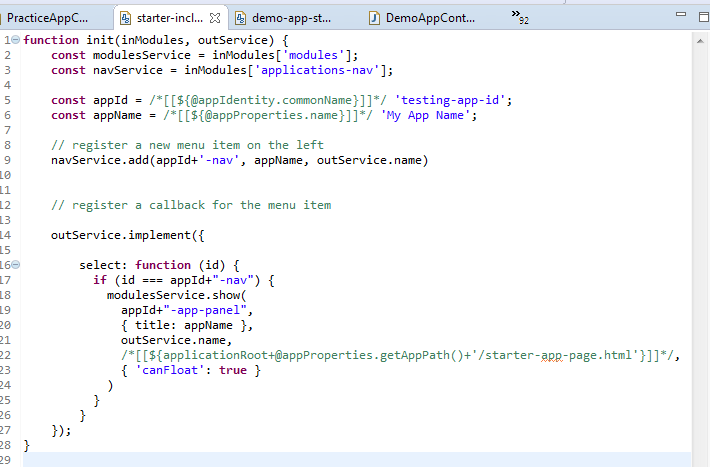 PracticeAppC... starter-incl... demo-app-st... DemoAppCont... »92
1 function init(inModules, outService) {
2     const modulesService = inModules['modules'];
3     const navService = inModules['applications-nav'];
4
5     const appId = /*[[${@appIdentity.commonName}]]*/ 'testing-app-id';
6     const appName = /*[[${@appProperties.name}]]*/ 'My App Name';
7
8     // register a new menu item on the left
9     navService.add(appId+'-nav', appName, outService.name)
10
11
12     // register a callback for the menu item
13
14     outService.implement({
15
16         select: function (id) {
17           if (id === appId+"-nav") {
18             modulesService.show(
19               appId+"-app-panel",
20               { title: appName },
21               outService.name,
22               /*[[${applicationRoot+@appProperties.getAppPath()+'/starter-app-page.html'}]]*/,
23               { 'canFloat': true }
24             )
25           }
26         }
27     });
28 }
29